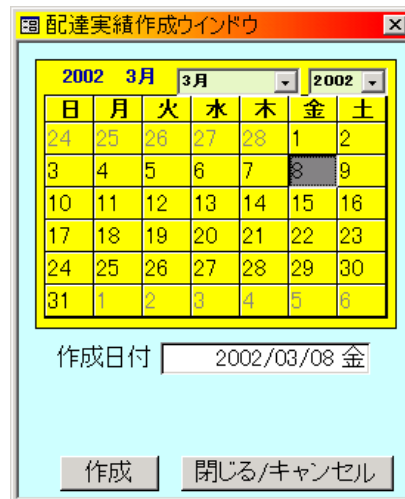 配達実績作成ウインドウ
2002 3月 3月 2002
日 月 火 水 木 金 土
24 25 26 27 28 1 2
3 4 5 6 7 8 9
10 11 12 13 14 15 16
17 18 19 20 21 22 23
24 25 26 27 28 29 30
31 1 2 3 4 5 6
作成日付 2002/03/08 金
作成 閉じる/キャンセル